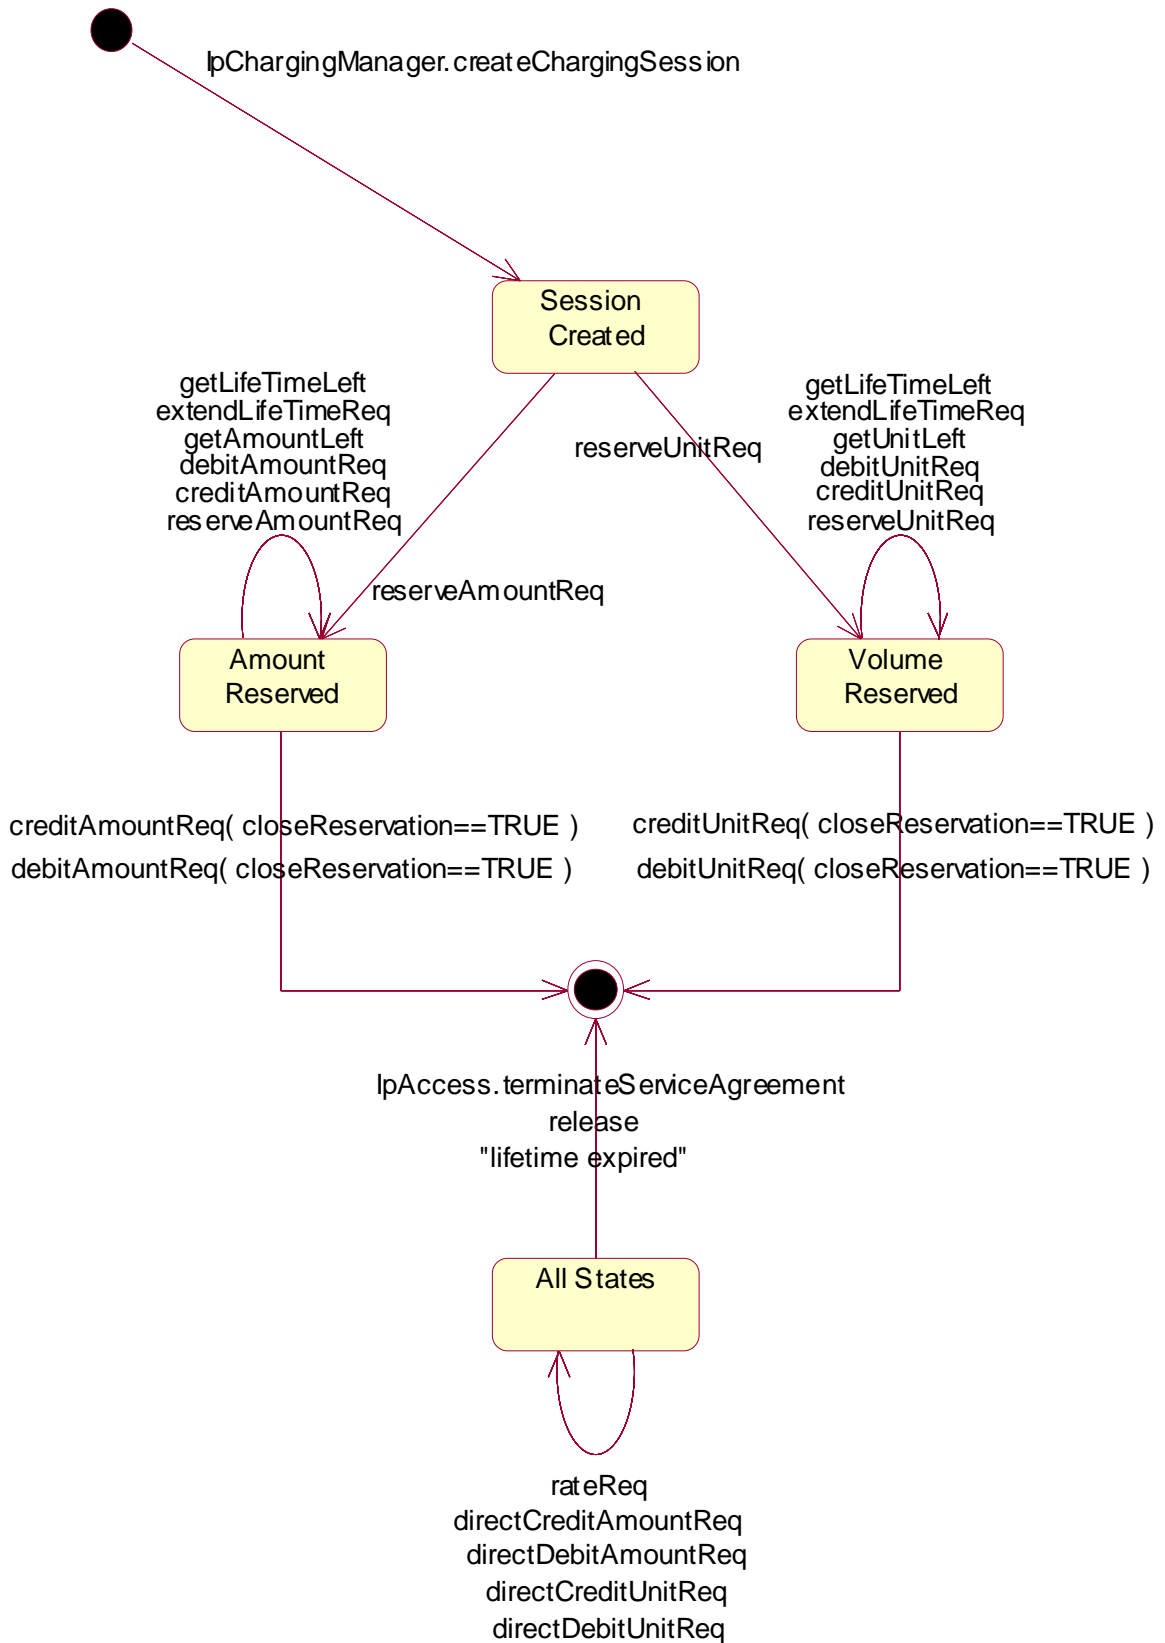 IpChargingManager.createChargingSession
Session
Created
getLifeTimeLeft
extendLifeTimeReq
getAmountLeft
debitAmountReq
creditAmountReq
reserveAmountReq
reserveUnitReq
getLifeTimeLeft
extendLifeTimeReq
getUnitLeft
debitUnitReq
creditUnitReq
reserveUnitReq
reserveAmountReq
Amount
Reserved
Volume
Reserved
creditAmountReq( closeReservation==TRUE )
debitAmountReq( closeReservation==TRUE )
creditUnitReq( closeReservation==TRUE )
debitUnitReq( closeReservation==TRUE )
IpAccess.terminateServiceAgreement
release
"lifetime expired"
All States
rateReq
directCreditAmountReq
directDebitAmountReq
directCreditUnitReq
directDebitUnitReq